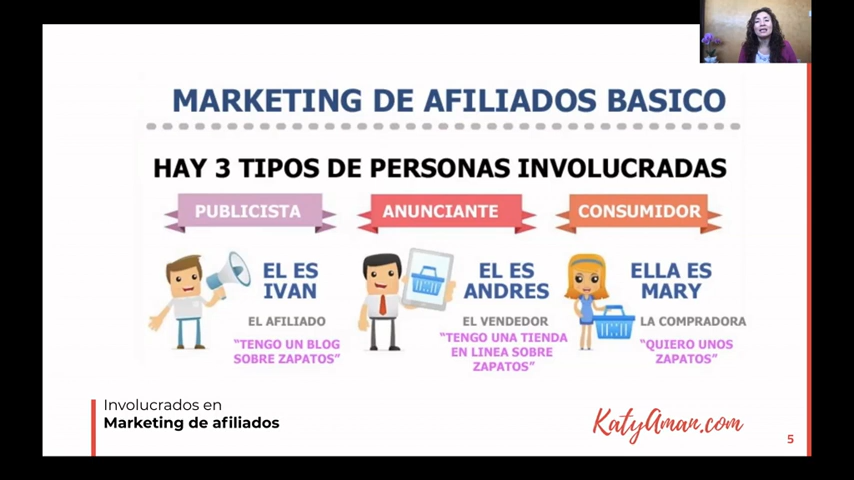 MARKETING DE AFILIADOS BASICO
HAY 3 TIPOS DE PERSONAS INVOLUCRADAS
PUBLICISTA
ANUNCIANTE
CONSUMIDOR
EL ES
IVAN
EL AFILIADO
“TENGO UN BLOG
SOBRE ZAPATOS”
EL ES
ANDRES
EL VENDEDOR
“TENGO UNA TIENDA
EN LINEA SOBRE
ZAPATOS”
ELLA ES
MARY
LA COMPRADORA
“QUIERO UNOS
ZAPATOS”
Involucrados en
Marketing de afiliados
KatyAman.com
5